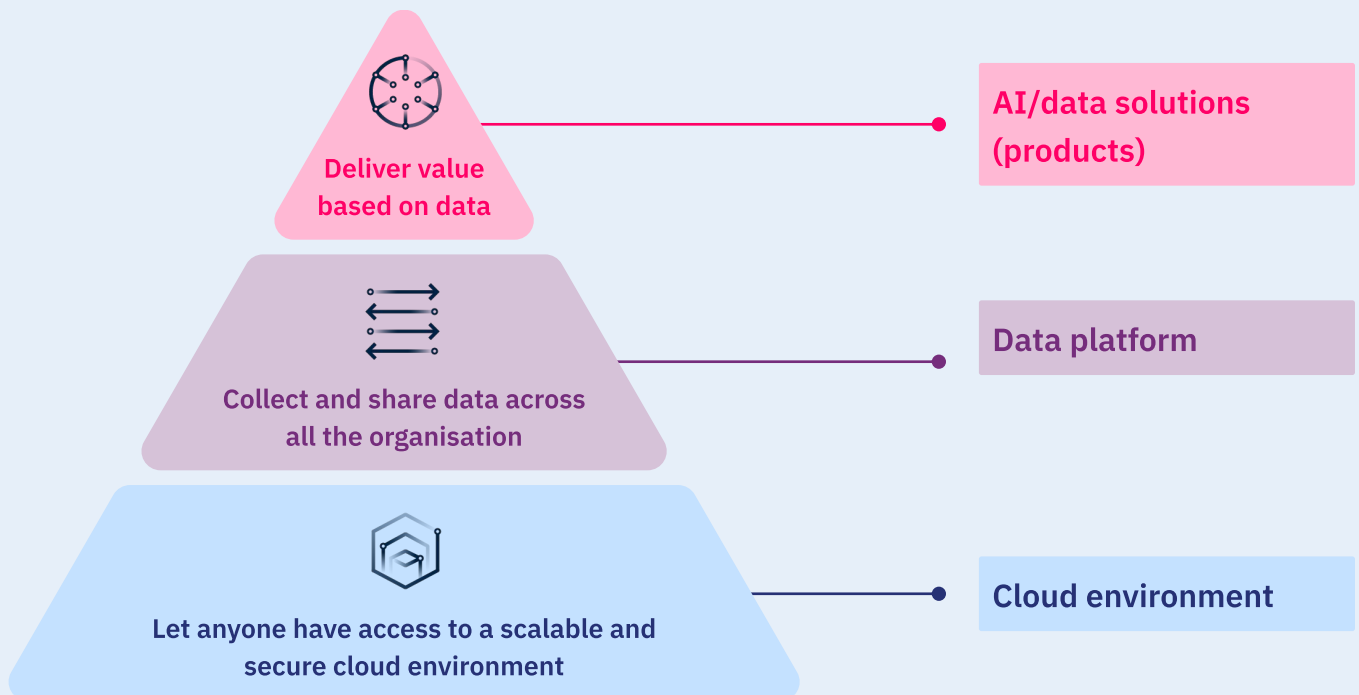 Deliver value
based on data
AI/data solutions
(products)
Collect and share data across
all the organisation
Data platform
Let anyone have access to a scalable and
secure cloud environment
Cloud environment